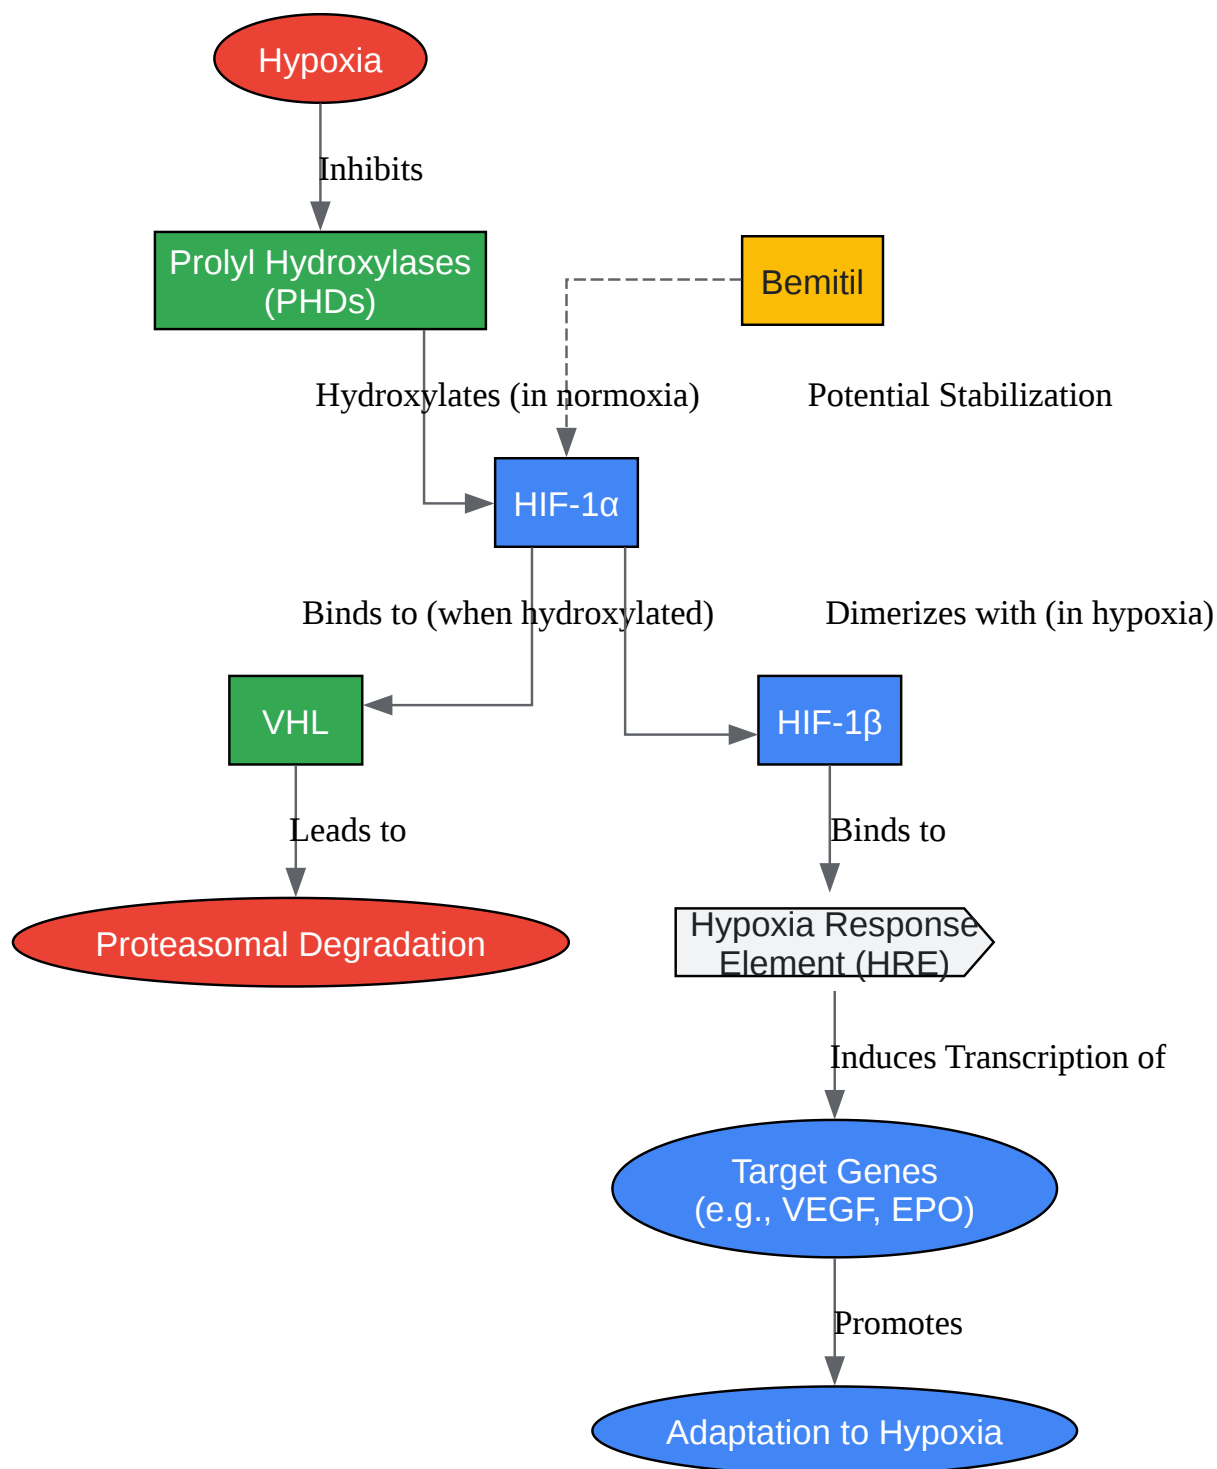 Hypoxia
Inhibits
Prolyl Hydroxylases
(PHDs)
Bemitil
Hydroxylates (in normoxia)
Potential Stabilization
HIF-1α
Binds to (when hydroxylated)
Dimerizes with (in hypoxia)
VHL
HIF-1β
Leads to
Binds to
Proteasomal Degradation
Hypoxia Response
Element (HRE)
Induces Transcription of
Target Genes
(e.g., VEGF, EPO)
Promotes
Adaptation to Hypoxia